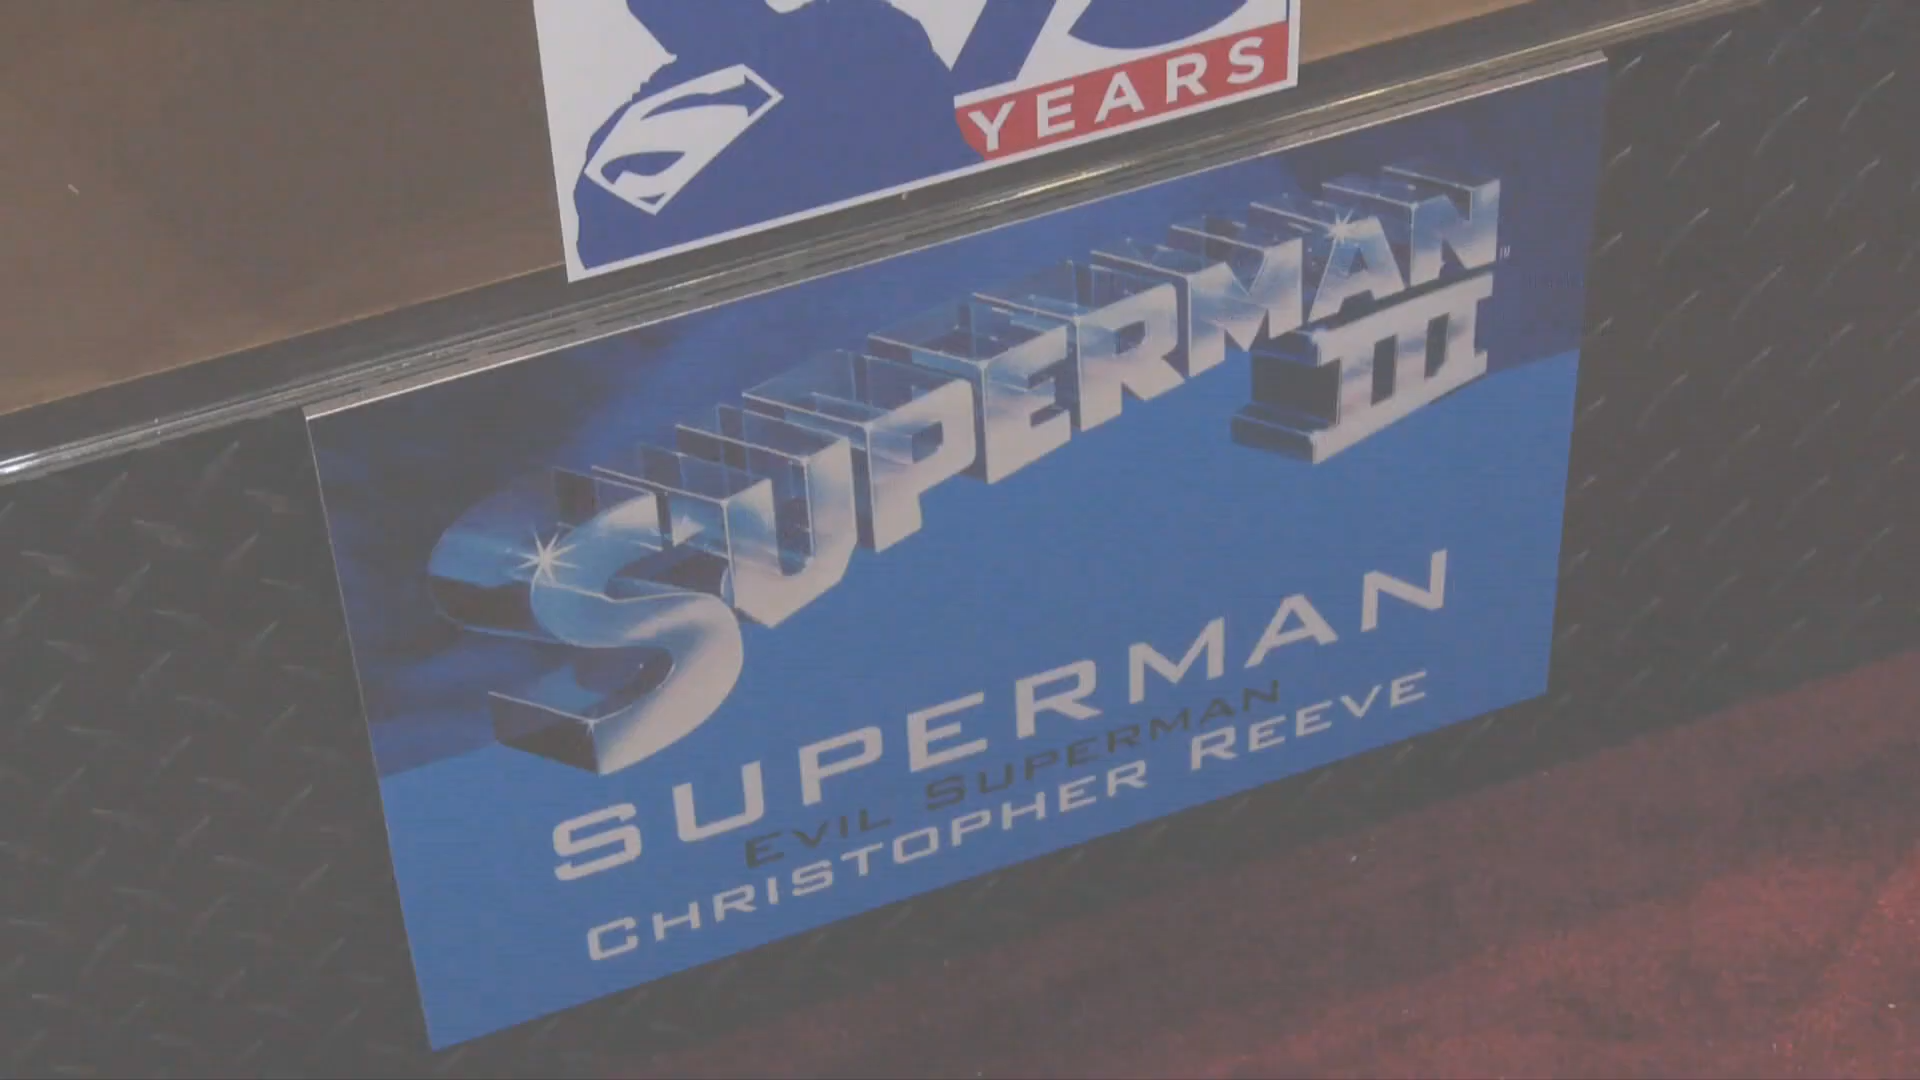 YEARS
SUPERMAN
III
SUPERMAN
EVIL SUPERMAN
CHRISTOPHER REEVE